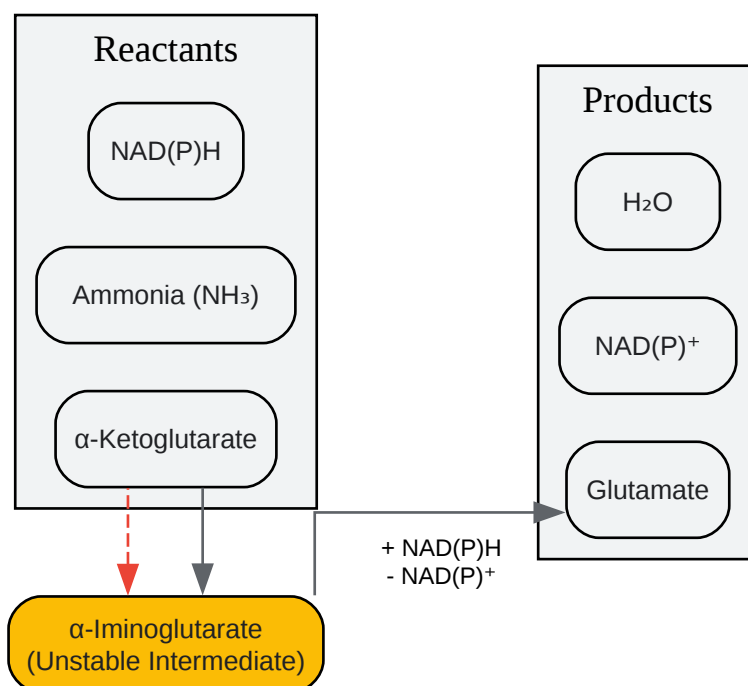 Reactants
NAD(P)H
Ammonia (NH₃)
α-Ketoglutarate
α-Iminoglutarate
(Unstable Intermediate)
+ NAD(P)H
- NAD(P)⁺
Products
H₂O
NAD(P)⁺
Glutamate